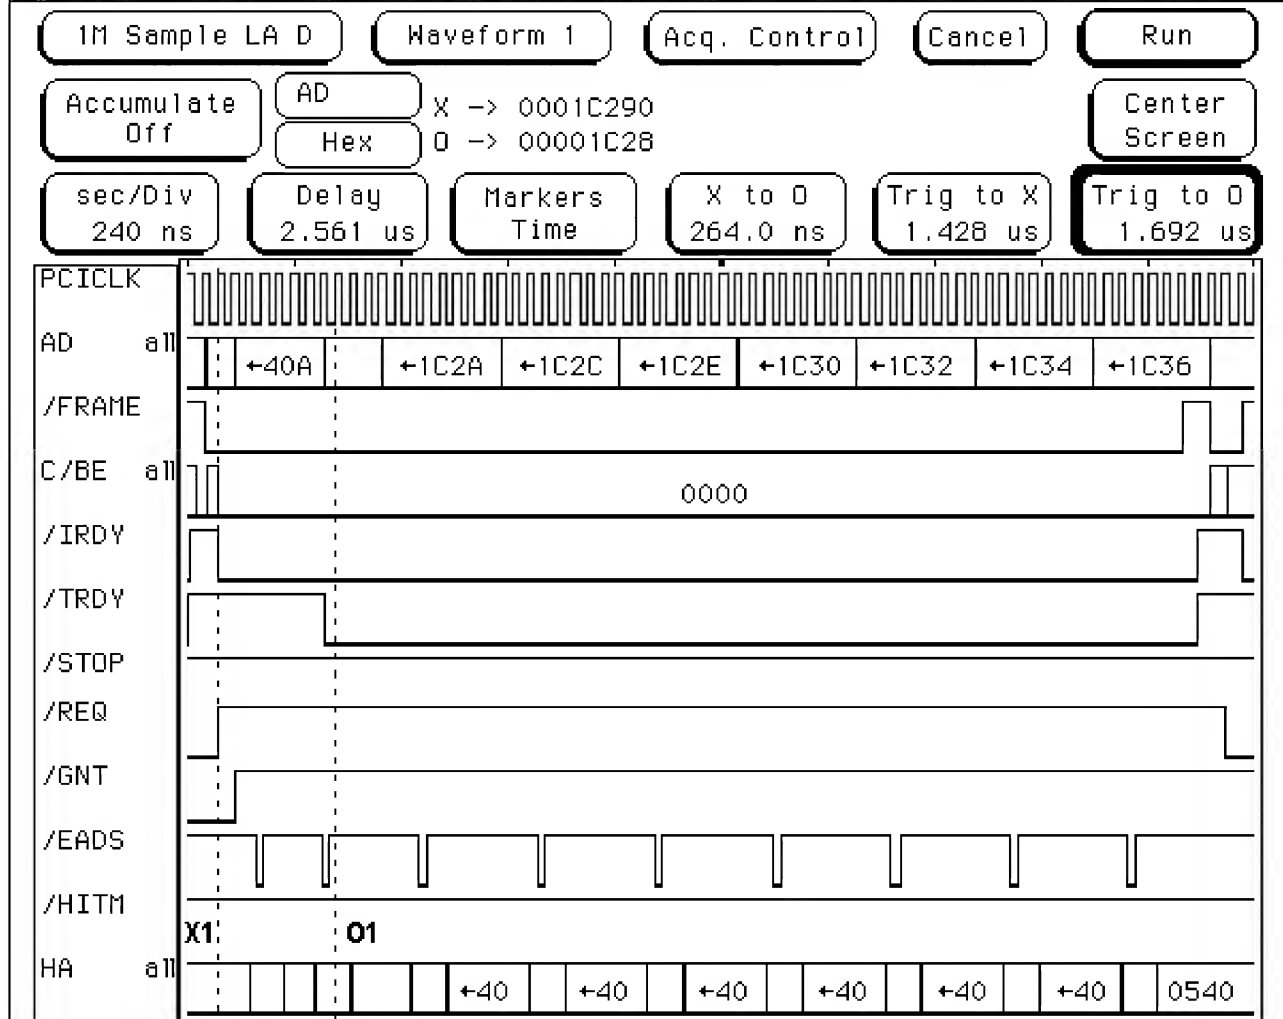 1M Sample LA D Waveform 1 Acq. Control Cancel Run
Accumulate Off AD X -> 0001C290 Center Screen
Hex O -> 00001C28
sec/Div Delay Markers X to O Trig to X Trig to O
240 ns 2.561 us Time 264.0 ns 1.428 us 1.692 us
PCICLK
AD all ←40A ←1C2A ←1C2C ←1C2E ←1C30 ←1C32 ←1C34 ←1C36
/FRAME
C/BE all 0000
/IRDY
/TRDY
/STOP
/REQ
/GNT
/EADS
/HITM
X1 O1
HA all ←40 ←40 ←40 ←40 ←40 ←40 0540